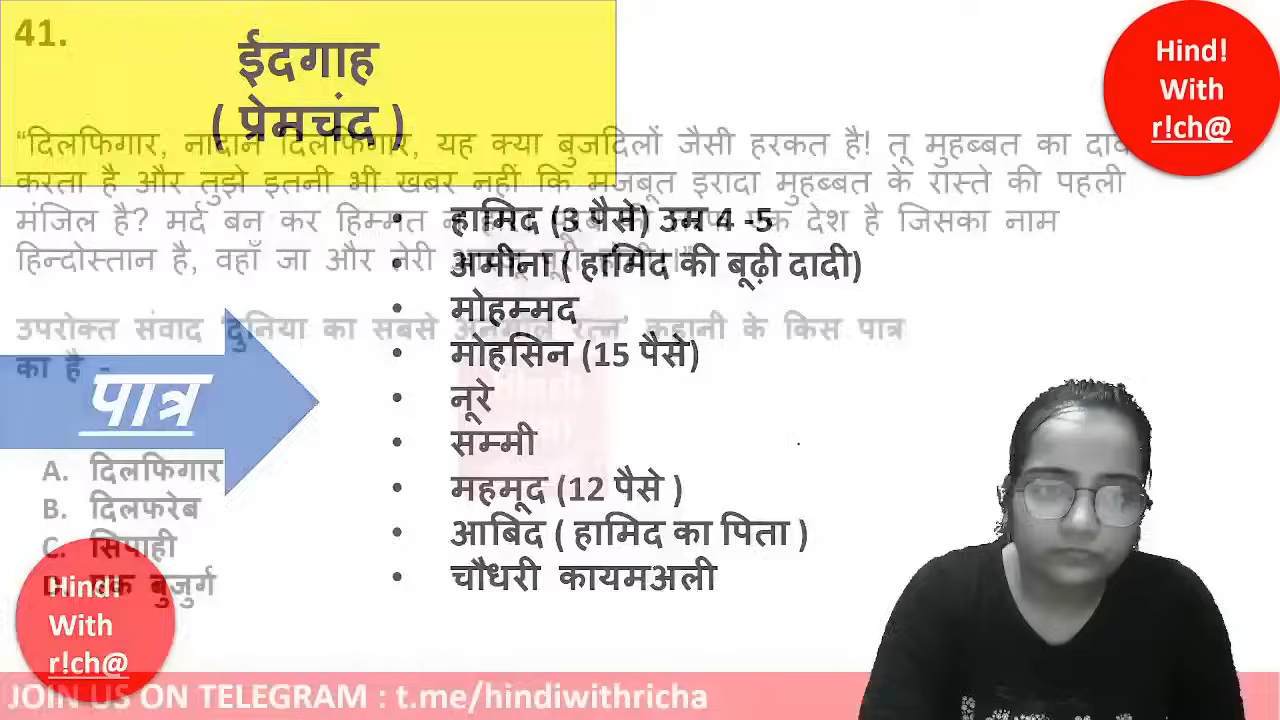 41.
ईदगाह
( प्रेमचंद )
Hind!
With
r!ch@
“दिलफिगार, नादान दिलफिगार, यह क्या बुजदिलों जैसी हरकत है! तू मुहब्बत का
करता है और तुझे इतनी भी खबर नहीं कि मजबूत इरादा मुहब्बत के रास्ते की पहली
मंजिल है? मर्द बन कर हिम्मत देश है जिसका नाम
हिन्दोस्तान है, वहाँ जा और तेरी
• हामिद (3 पैसे) उम्र 4 -5
• अमीना ( हामिद की बूढ़ी दादी)
• मोहम्मद
• मोहसिन (15 पैसे)
• नूरे
• सम्मी
• महमूद (12 पैसे )
• आबिद ( हामिद का पिता )
• चौधरी कायमअली
उपरोक्त संवाद 'दुनिया का सबसे अनमोल रत्न' कहानी के किस पात्र
का है -
पात्र
A. दिलफिगार
B. दिलफरेब
C. सिपाही
D. एक बुजुर्ग
Hind!
With
r!ch@
JOIN US ON TELEGRAM : t.me/hindiwithricha